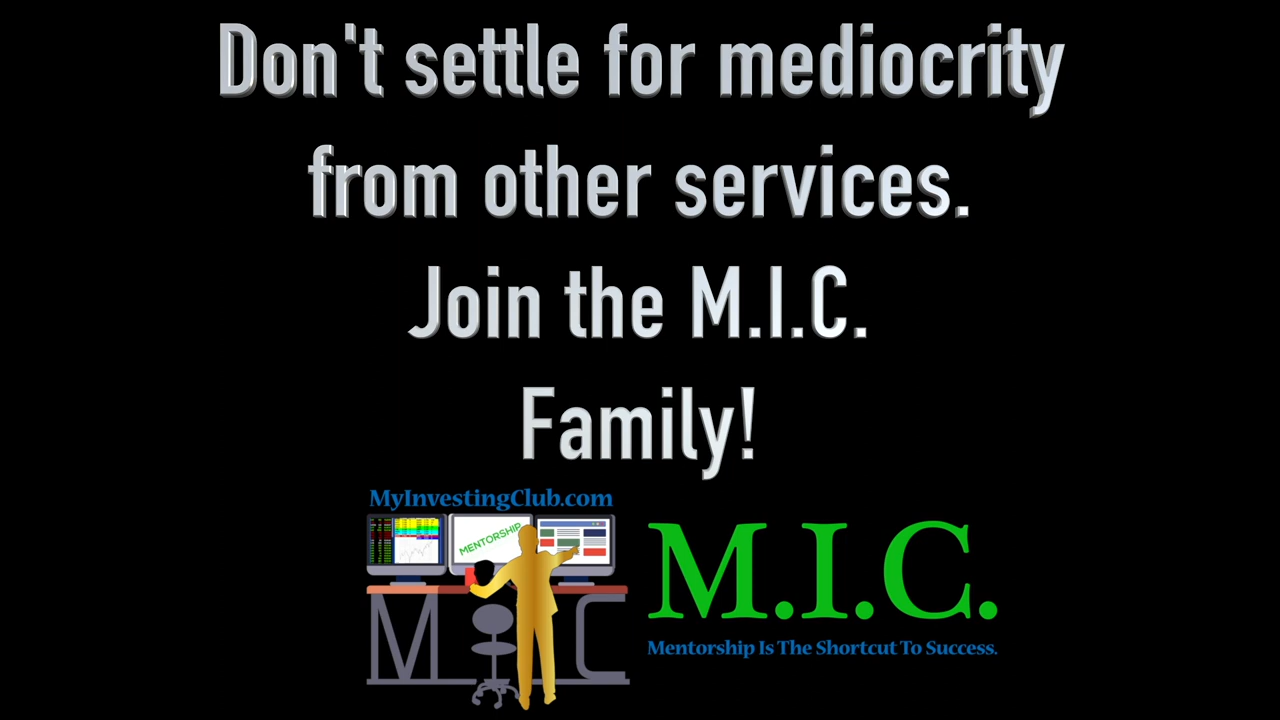 Don't settle for mediocrity
from other services.
Join the M.I.C.
Family!
MyInvestingClub.com
MENTORSHIP
M.I.C.
MIC
Mentorship Is The Shortcut To Success.